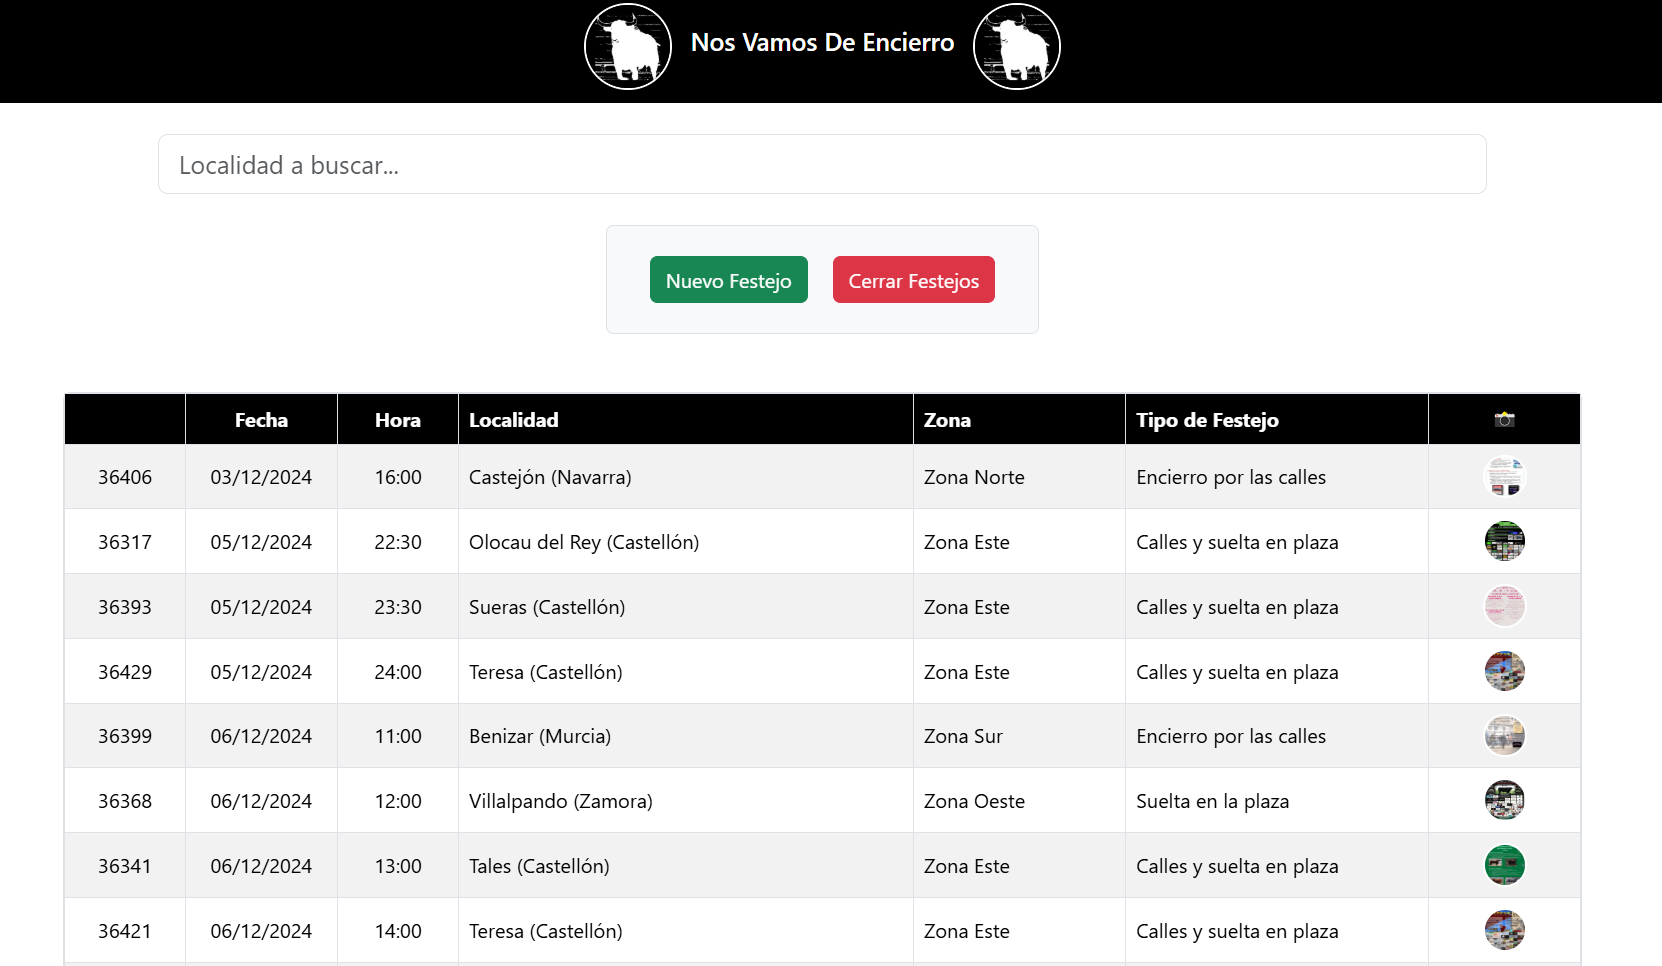 Nos Vamos De Encierro
Localidad a buscar...
Nuevo Festejo Cerrar Festejos
Fecha Hora Localidad Zona Tipo de Festejo
36406 03/12/2024 16:00 Castejón (Navarra) Zona Norte Encierro por las calles
36317 05/12/2024 22:30 Olocau del Rey (Castellón) Zona Este Calles y suelta en plaza
36393 05/12/2024 23:30 Sueras (Castellón) Zona Este Calles y suelta en plaza
36429 05/12/2024 24:00 Teresa (Castellón) Zona Este Calles y suelta en plaza
36399 06/12/2024 11:00 Benizar (Murcia) Zona Sur Encierro por las calles
36368 06/12/2024 12:00 Villalpando (Zamora) Zona Oeste Suelta en la plaza
36341 06/12/2024 13:00 Tales (Castellón) Zona Este Calles y suelta en plaza
36421 06/12/2024 14:00 Teresa (Castellón) Zona Este Calles y suelta en plaza